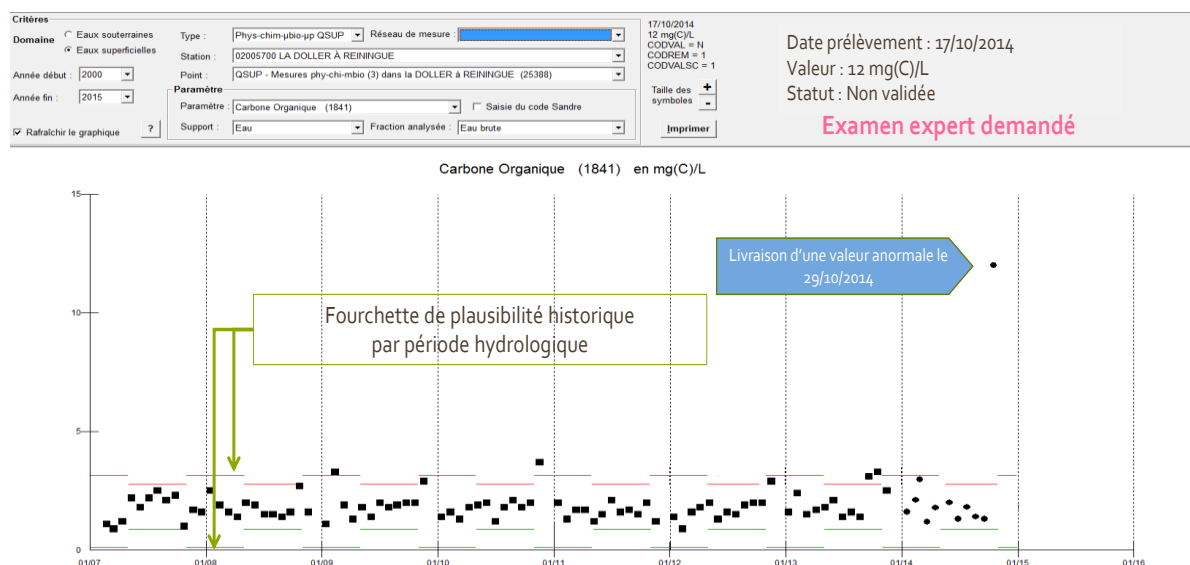 Critères
Domaine
Eaux souterraines
Eaux superficielles
Année début : 2000
Année fin : 2015
Rafraîchir le graphique ?
Type : Phys-chim-µbio-µp QSUP Réseau de mesure :
Station : 02005700 LA DOLLER À REININGUE
Point : QSUP - Mesures phy-chi-mbio (3) dans la DOLLER à REININGUE (25388)
Paramètre
Paramètre : Carbone Organique (1841) Saisie du code Sandre
Support : Eau Fraction analysée : Eau brute
17/10/2014
12 mg(C)/L
CODVAL = N
CODREM = 1
CODVALSC = 1
Taille des symboles + -
Imprimer
Date prélèvement : 17/10/2014
Valeur : 12 mg(C)/L
Statut : Non validée
Examen expert demandé
Carbone Organique (1841) en mg(C)/L
15
Livraison d'une valeur anormale le
29/10/2014
10
Fourchette de plausibilité historique
par période hydrologique
5
0
01/07 01/08 01/09 01/10 01/11 01/12 01/13 01/14 01/15 01/16